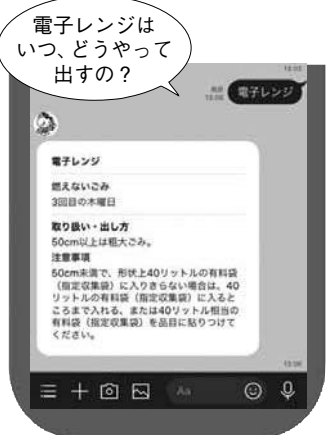 電子レンジは
いつ、どうやって
出すの？
電子レンジ
電子レンジ
燃えないごみ
3回目の木曜日
取り扱い・出し方
50cm以上は粗大ごみ。
注意事項
50cm未満で、形状上40リットルの有料袋
（指定収集袋）に入りきらない場合は、40
リットルの有料袋（指定収集袋）に入ると
ころまで入れる、または40リットル相当の
有料袋（指定収集袋）を品目に貼りつけて
ください。
Aa